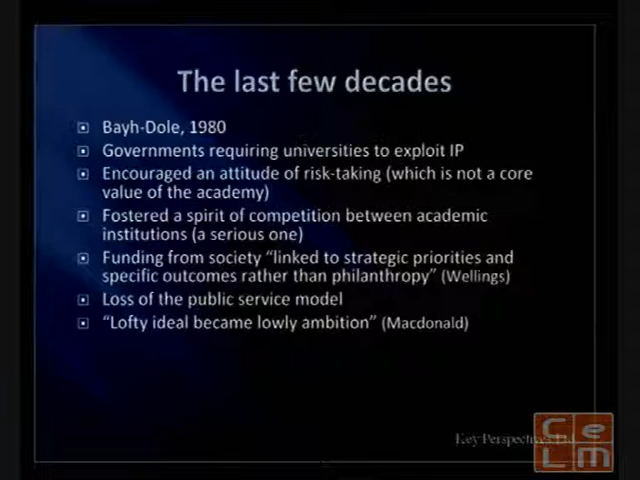 The last few decades
Bayh-Dole, 1980
Governments requiring universities to exploit IP
Encouraged an attitude of risk-taking (which is not a core
value of the academy)
Fostered a spirit of competition between academic
institutions (a serious one)
Funding from society “linked to strategic priorities and
specific outcomes rather than philanthropy” (Wellings)
Loss of the public service model
“Lofty ideal became lowly ambition” (Macdonald)
Key Perspectives Ltd
C e
L m